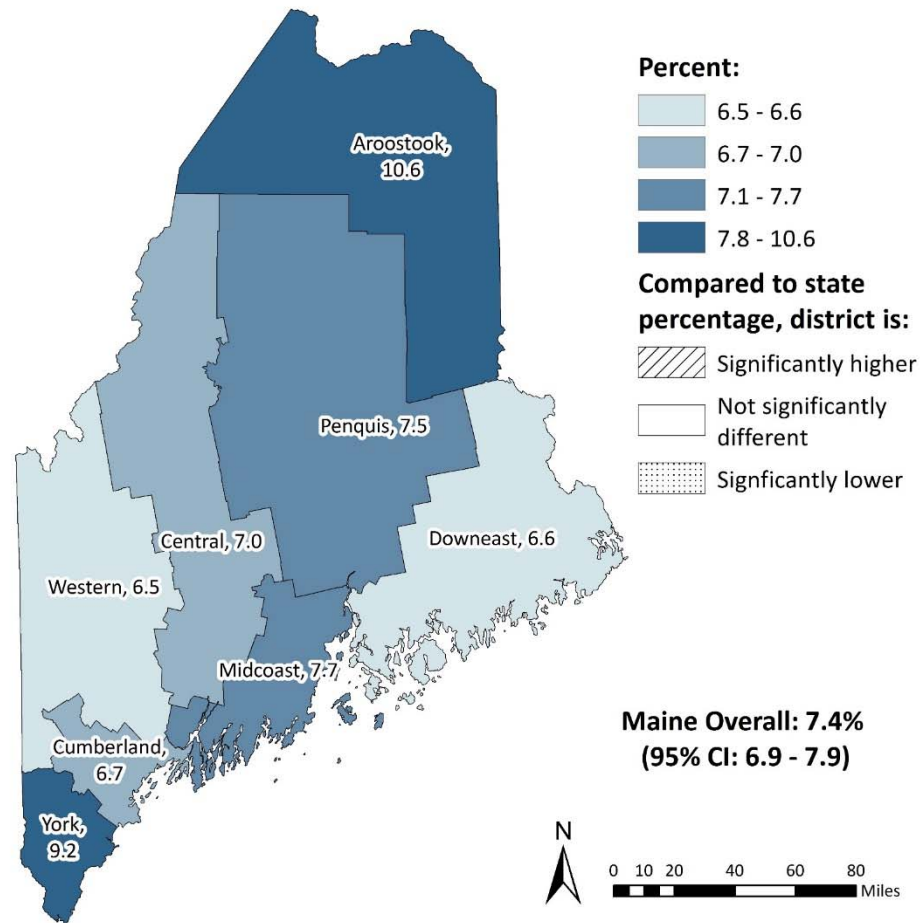 Aroostook,
10.6
Penquis, 7.5
Central, 7.0
Downeast, 6.6
Western, 6.5
Midcoast, 7.7
Cumberland,
6.7
York,
9.2
Percent:
6.5 - 6.6
6.7 - 7.0
7.1 - 7.7
7.8 - 10.6
Compared to state
percentage, district is:
Significantly higher
Not significantly
different
Signficantly lower
Maine Overall: 7.4%
(95% CI: 6.9 - 7.9)
N
0 10 20 40 60 80
Miles